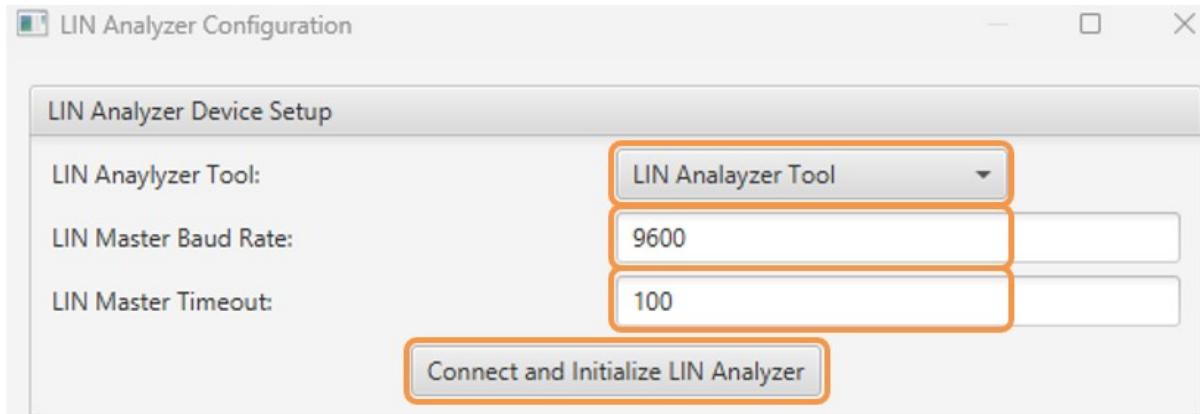 LIN Analyzer Configuration
LIN Analyzer Device Setup
LIN Anaylyzer Tool: LIN Analayzer Tool
LIN Master Baud Rate: 9600
LIN Master Timeout: 100
Connect and Initialize LIN Analyzer